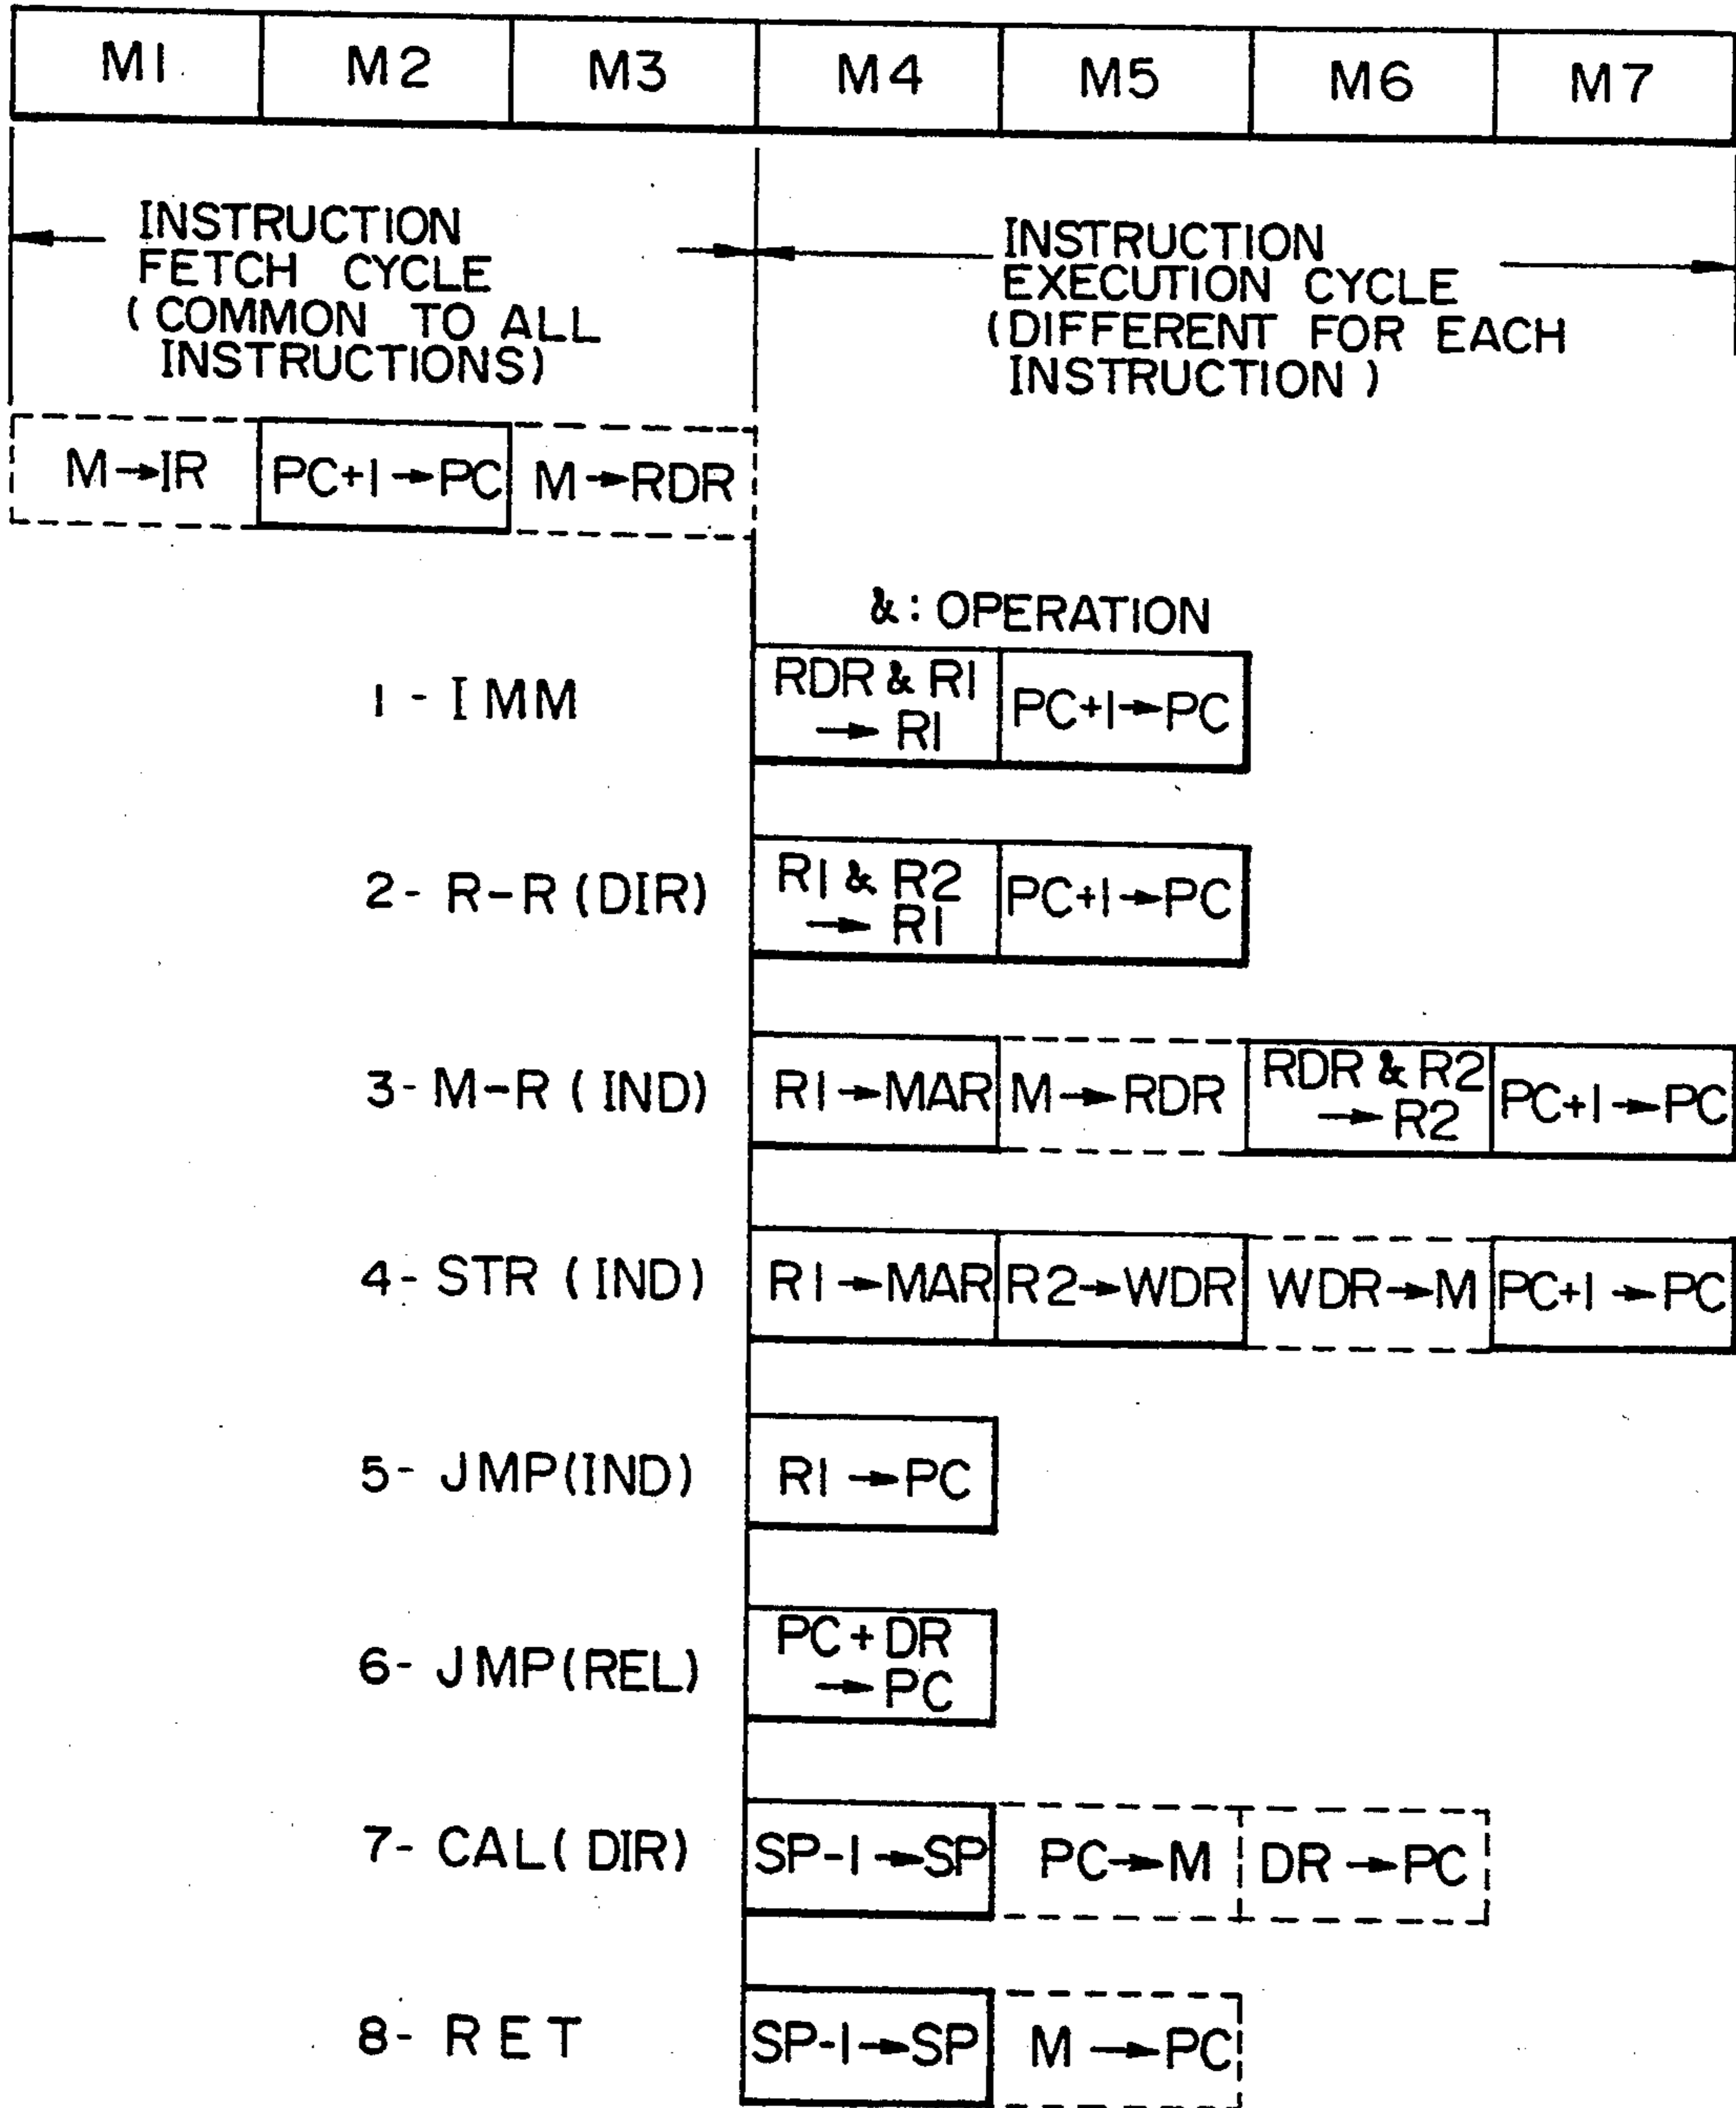 M1 M2 M3 M4 M5 M6 M7
INSTRUCTION
FETCH CYCLE
(COMMON TO ALL
INSTRUCTIONS)
INSTRUCTION
EXECUTION CYCLE
(DIFFERENT FOR EACH
INSTRUCTION)
M→IR PC+1→PC M→RDR
&: OPERATION
1- IMM
RDR & R1
→ R1
PC+1→PC
2- R-R (DIR)
R1 & R2
→ R1
PC+1→PC
3- M-R (IND)
R1→MAR M→RDR
RDR & R2
→ R2
PC+1→PC
4- STR (IND) R1→MAR R2→WDR WDR→M PC+1→PC
5- JMP(IND) R1→PC
6- JMP(REL)
PC+DR
→ PC
7- CAL(DIR) SP-1→SP PC→M DR→PC
8- RET SP-1→SP M→PC